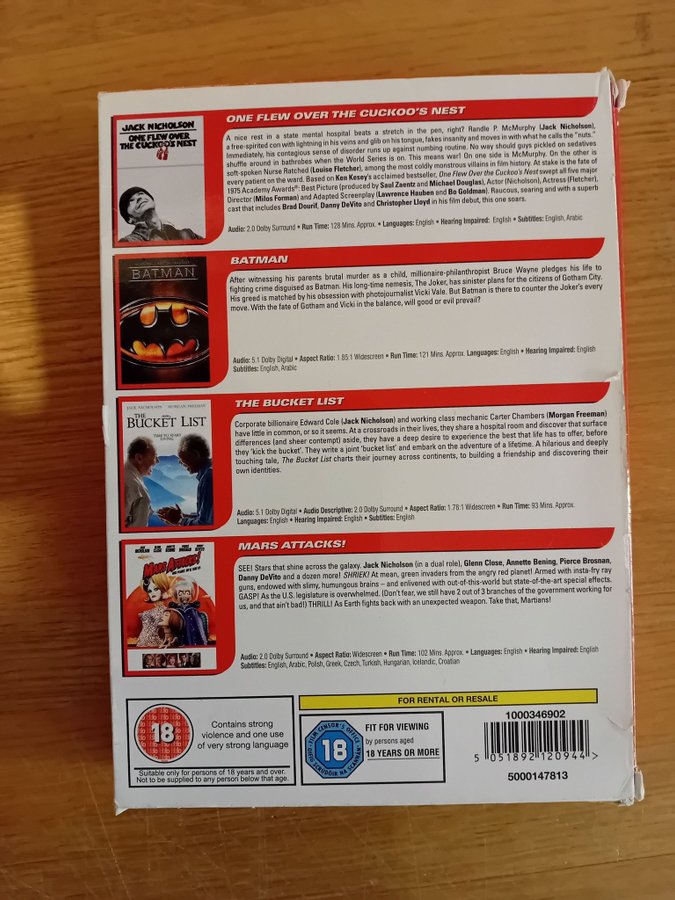 ONE FLEW OVER THE CUCKOO'S NEST
JACK NICHOLSON
ONE FLEW OVER
THE CUCKOO'S NEST
A nice rest in a state mental hospital beats a stretch in the pen, right? Randle P. McMurphy (Jack Nicholson),
a free-spirited con with lightning in his veins and glib on his tongue, fakes insanity and moves in with what he calls the "nuts."
Immediately, his contagious sense of disorder runs up against numbing routine. No way should guys pickled on sedatives
shuffle around in bathrobes when the World Series is on. This means war! On one side is McMurphy. On the other is
soft-spoken Nurse Ratched (Louise Fletcher), among the most coldly monstrous villains in film history. At stake is the fate of
every patient on the ward. Based on Ken Kesey's acclaimed bestseller, One Flew Over the Cuckoo's Nest swept all five major
1975 Academy Awards®: Best Picture (produced by Saul Zaentz and Michael Douglas), Actor (Nicholson), Actress (Fletcher),
Director (Milos Forman) and Adapted Screenplay (Lawrence Hauben and Bo Goldman). Raucous, searing and with a superb
cast that includes Brad Dourif, Danny DeVito and Christopher Lloyd in his film debut, this one soars.
Audio: 2.0 Dolby Surround • Run Time: 128 Mins. Approx. • Languages: English • Hearing Impaired: English • Subtitles: English, Arabic
BATMAN
BATMAN
After witnessing his parents brutal murder as a child, millionaire-philanthropist Bruce Wayne pledges his life to
fighting crime disguised as Batman. His long-time nemesis, The Joker, has sinister plans for the citizens of Gotham City.
His greed is matched by his obsession with photojournalist Vicki Vale. But Batman is there to counter the Joker's every
move. With the fate of Gotham and Vicki in the balance, will good or evil prevail?
Audio: 5.1 Dolby Digital • Aspect Ratio: 1.85:1 Widescreen • Run Time: 121 Mins. Approx. Languages: English • Hearing Impaired: English
Subtitles: English, Arabic
THE BUCKET LIST
JACK NICHOLSON MORGAN FREEMAN
THE
BUCKET LIST
Corporate billionaire Edward Cole (Jack Nicholson) and working class mechanic Carter Chambers (Morgan Freeman)
have little in common, or so it seems. At a crossroads in their lives, they share a hospital room and discover that surface
differences (and sheer contempt) aside, they have a deep desire to experience the best that life has to offer, before
they 'kick the bucket'. They write a joint 'bucket list' and embark on the adventure of a lifetime. A hilarious and deeply
touching tale, The Bucket List charts their journey across continents, to building a friendship and discovering their
own identities.
Audio: 5.1 Dolby Digital • Audio Descriptive: 2.0 Dolby Surround • Aspect Ratio: 1.78:1 Widescreen • Run Time: 93 Mins. Approx.
Languages: English • Hearing Impaired: English • Subtitles: English
MARS ATTACKS!
MARS ATTACKS!
SEE! Stars that shine across the galaxy. Jack Nicholson (in a dual role), Glenn Close, Annette Bening, Pierce Brosnan,
Danny DeVito and a dozen more! SHRIEK! At mean, green invaders from the angry red planet! Armed with insta-fry ray
guns, endowed with slimy, humungous brains – and enlivened with out-of-this-world but state-of-the-art special effects.
GASP! As the U.S. legislature is overwhelmed. (Don't fear, we still have 2 out of 3 branches of the government working for
us, and that ain't bad!) THRILL! As Earth fights back with an unexpected weapon. Take that, Martians!
Audio: 2.0 Dolby Surround • Aspect Ratio: Widescreen • Run Time: 102 Mins. Approx. • Languages: English • Hearing Impaired: English
Subtitles: English, Arabic, Polish, Greek, Czech, Turkish, Hungarian, Icelandic, Croatian
18
Contains strong
violence and one use
of very strong language
Suitable only for persons of 18 years and over.
Not to be supplied to any person below that age.
FOR RENTAL OR RESALE
FILM CENSOR'S OFFICE
18
OIFIG SCRÚDÓIR NA SCANNÁN
FIT FOR VIEWING
by persons aged
18 YEARS OR MORE
1000346902
5 051892 120944 >
5000147813